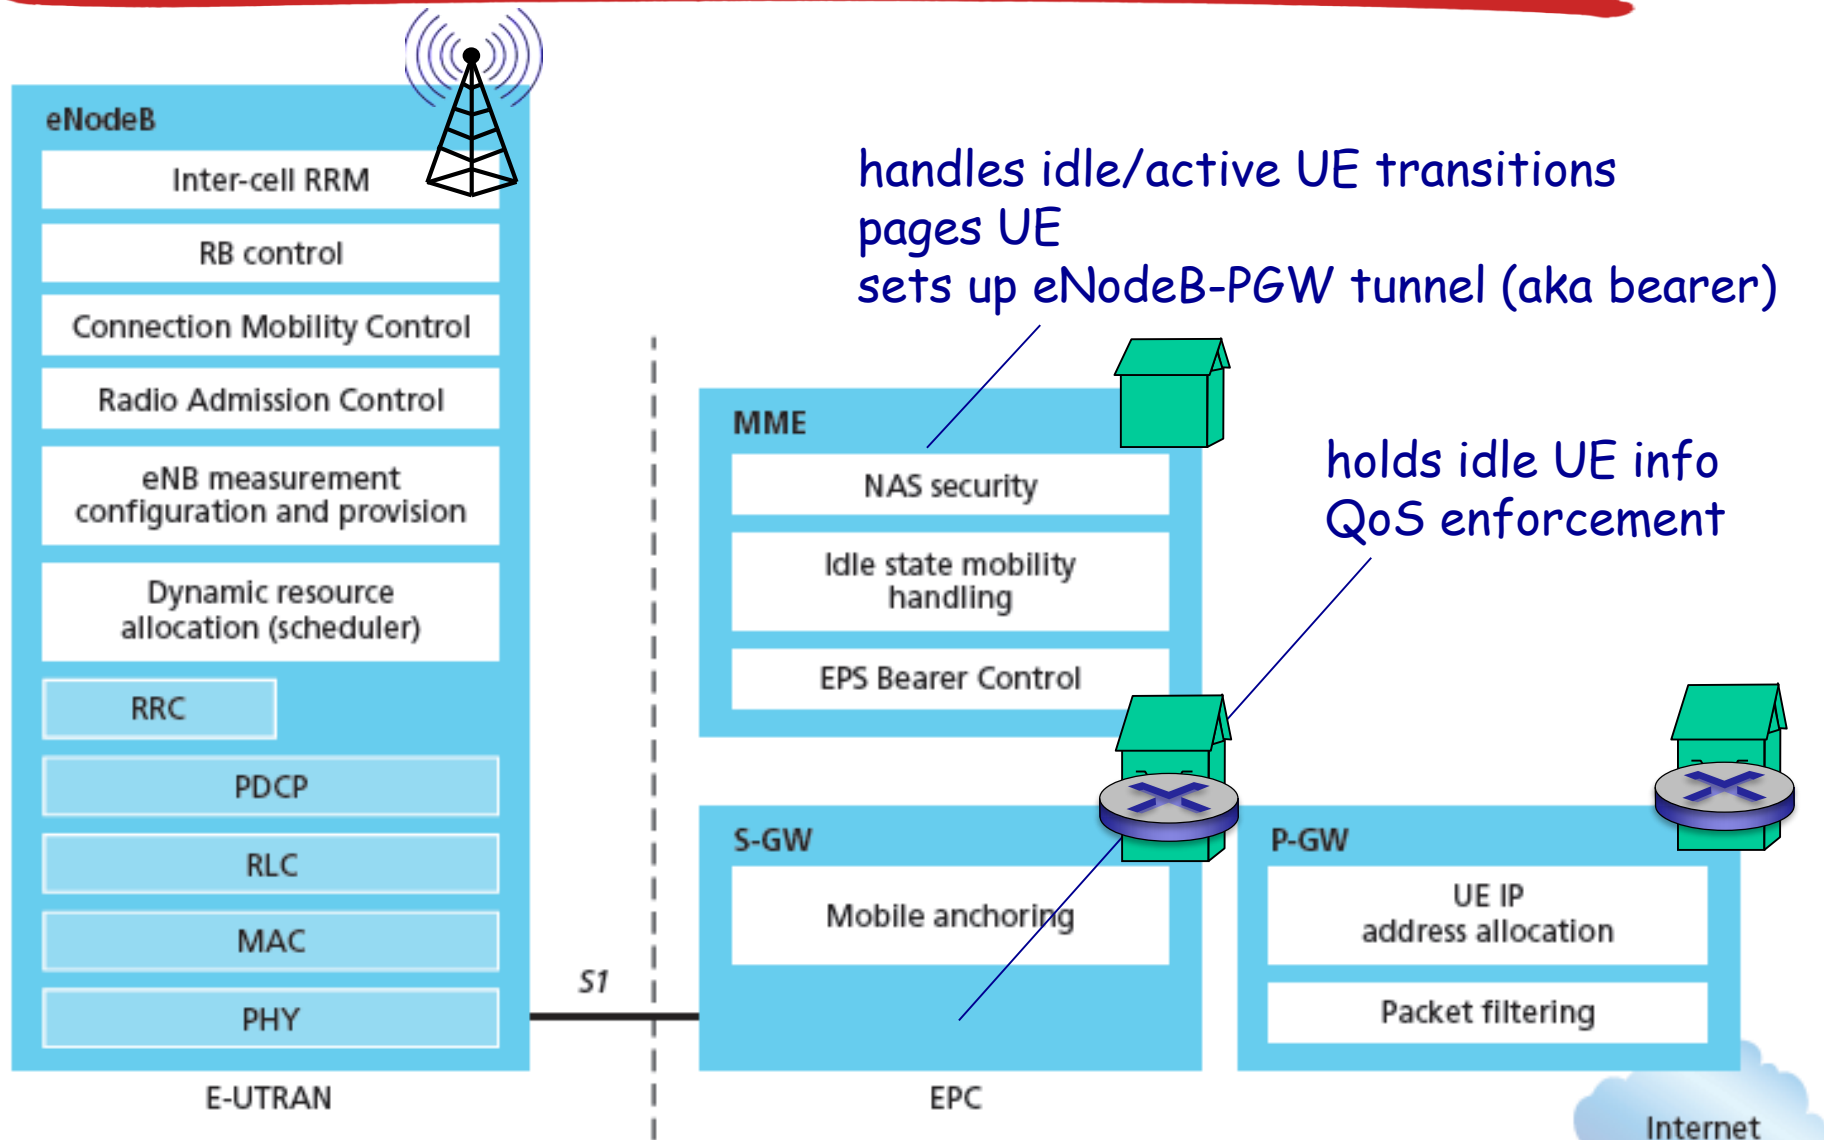 eNodeB
Inter-cell RRM
RB control
Connection Mobility Control
Radio Admission Control
eNB measurement
configuration and provision
Dynamic resource
allocation (scheduler)
RRC
PDCP
RLC
MAC
PHY
E-UTRAN
S1
handles idle/active UE transitions
pages UE
sets up eNodeB-PGW tunnel (aka bearer)
MME
NAS security
Idle state mobility
handling
EPS Bearer Control
holds idle UE info
QoS enforcement
S-GW
Mobile anchoring
EPC
P-GW
UE IP
address allocation
Packet filtering
Internet